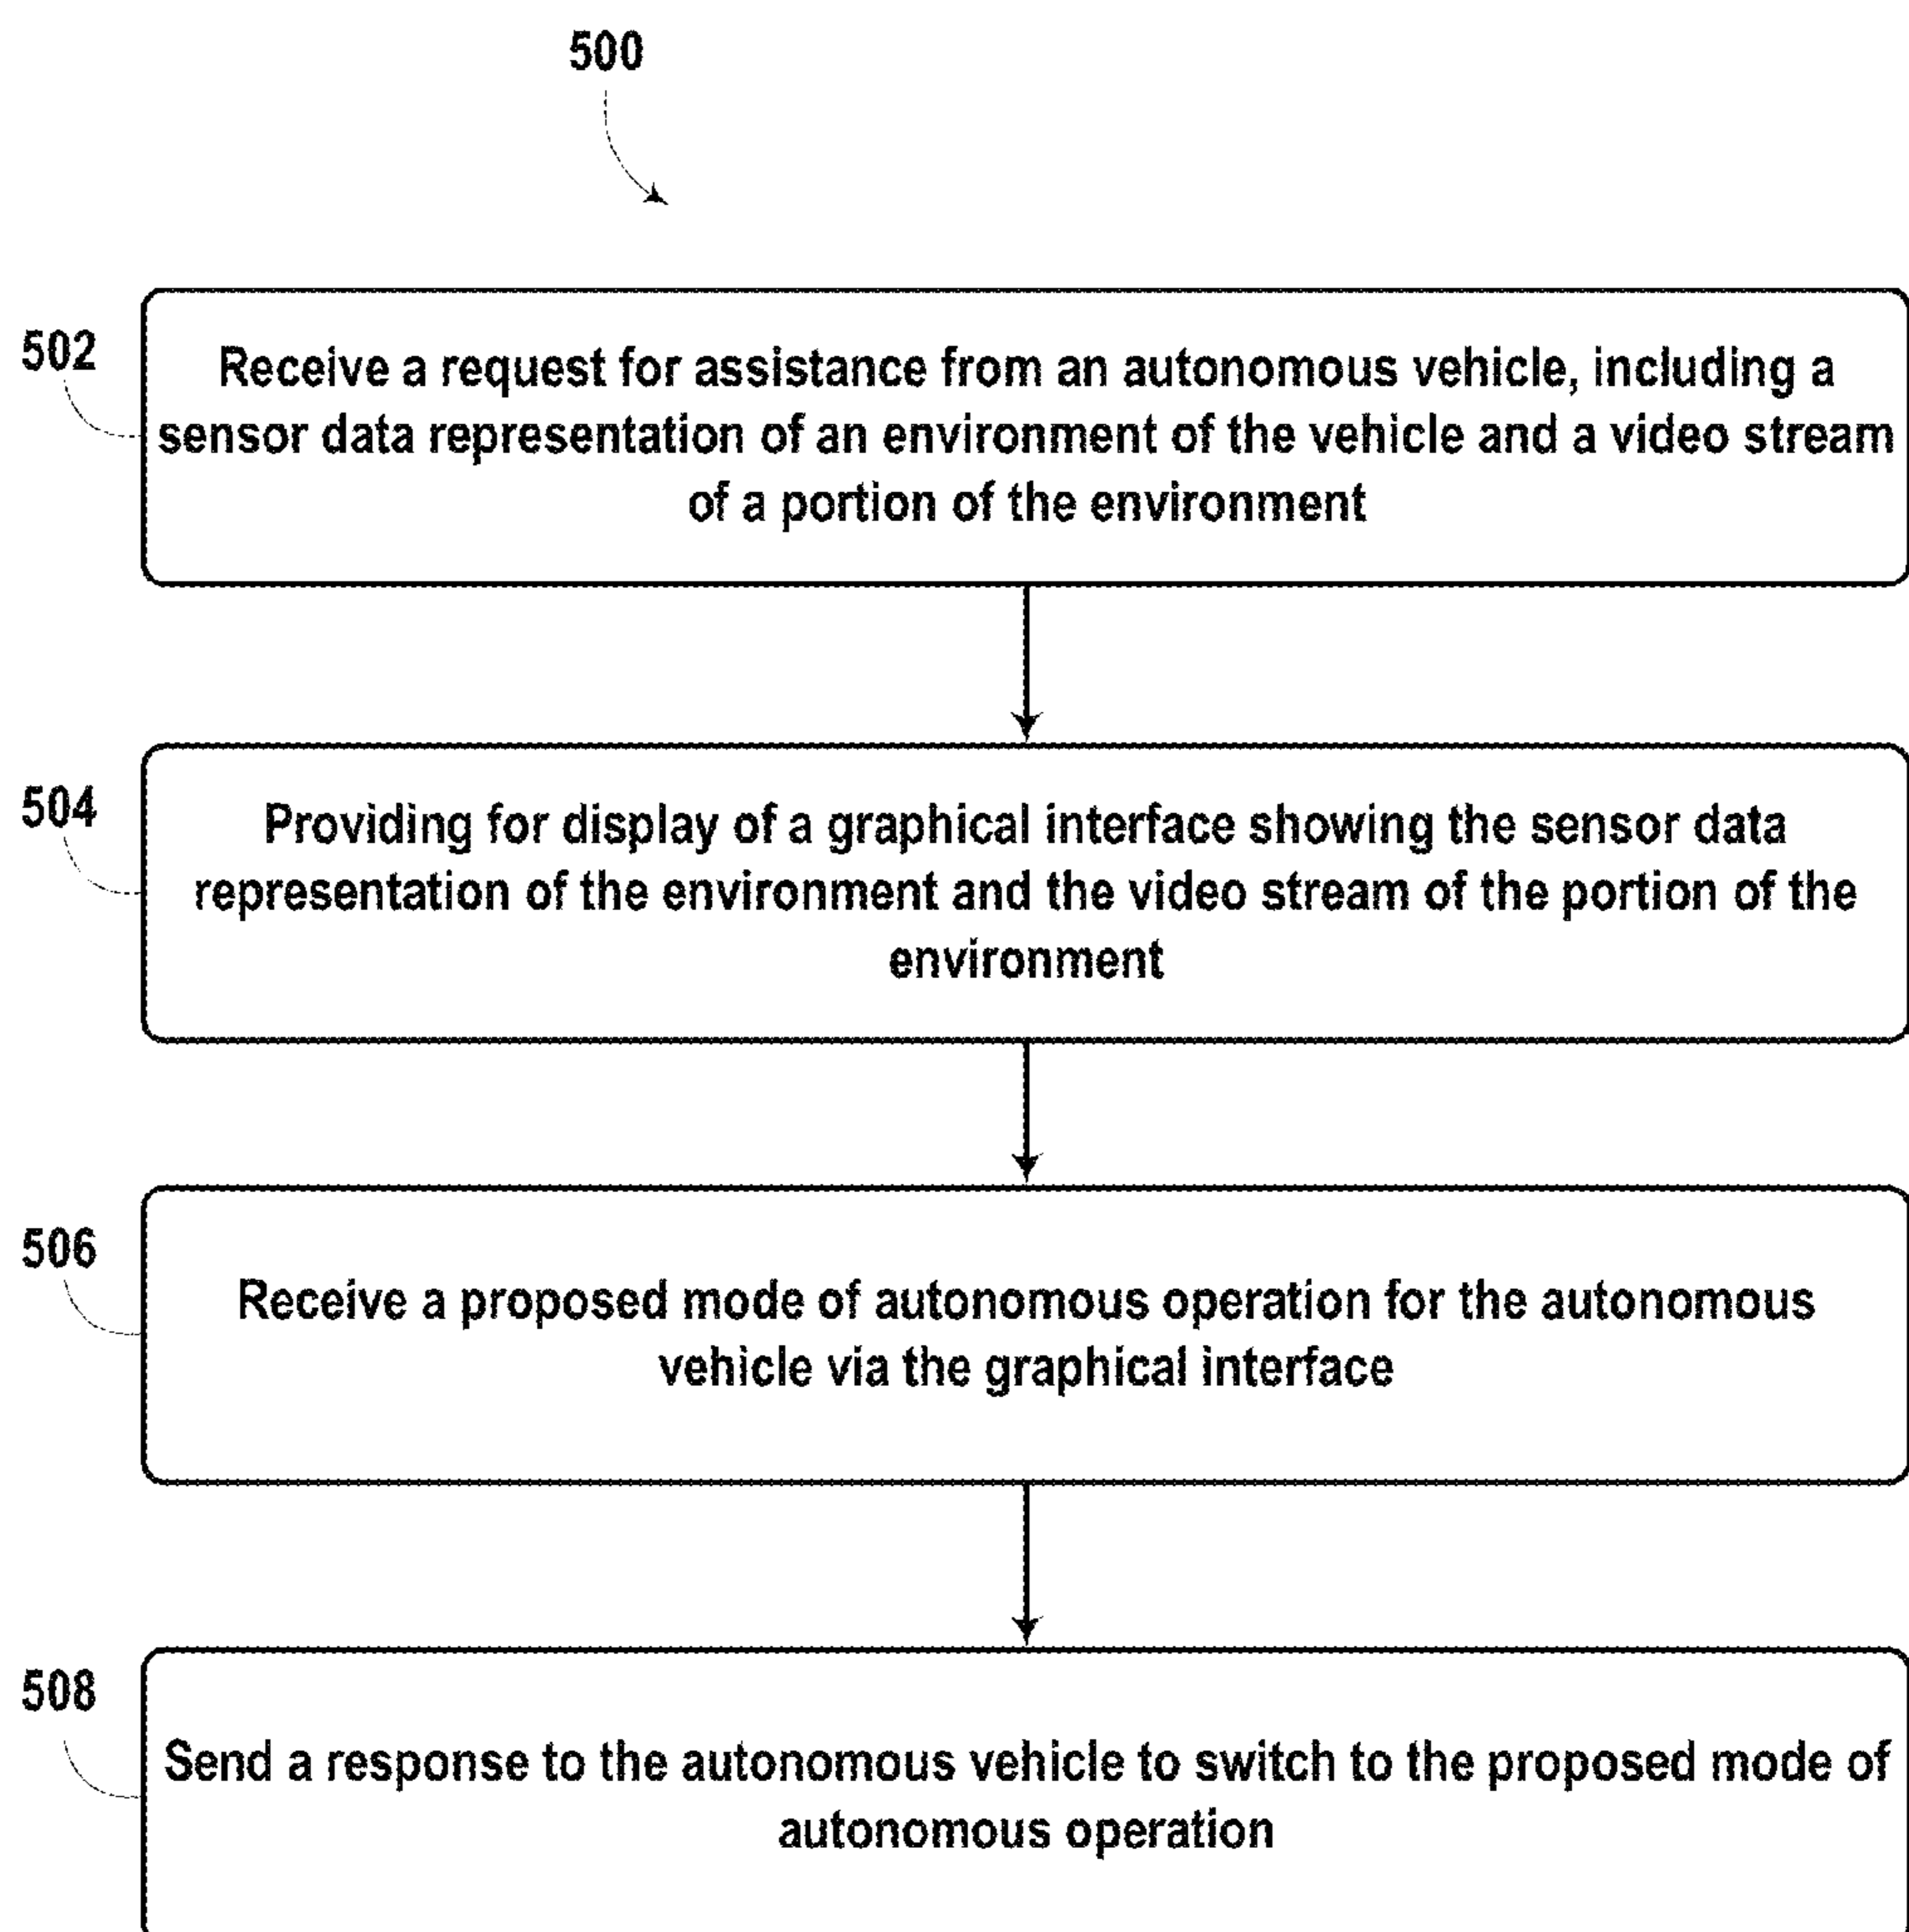 500
502
Receive a request for assistance from an autonomous vehicle, including a
sensor data representation of an environment of the vehicle and a video stream
of a portion of the environment
504
Providing for display of a graphical interface showing the sensor data
representation of the environment and the video stream of the portion of the
environment
506
Receive a proposed mode of autonomous operation for the autonomous
vehicle via the graphical interface
508
Send a response to the autonomous vehicle to switch to the proposed mode of
autonomous operation